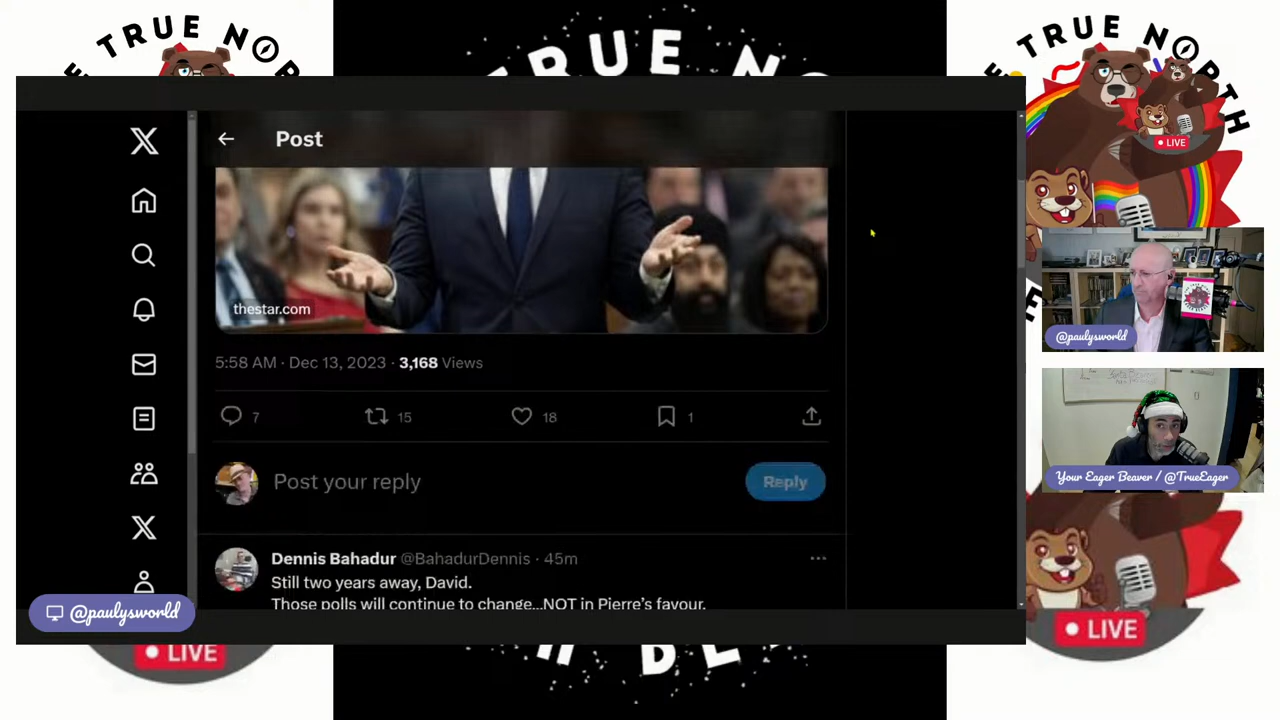 TRUE NO
TRUE NO
TRUE NORTH
LIVE
Post
thestar.com
5:58 AM · Dec 13, 2023 · 3,168 Views
7
15
18
1
Post your reply
Reply
Dennis Bahadur @BahadurDennis · 45m
Still two years away, David.
Those polls will continue to change...NOT in Pierre's favour.
@paulysworld
@paulysworld
Your Eager Beaver / @TrueEager
LIVE
LIVE